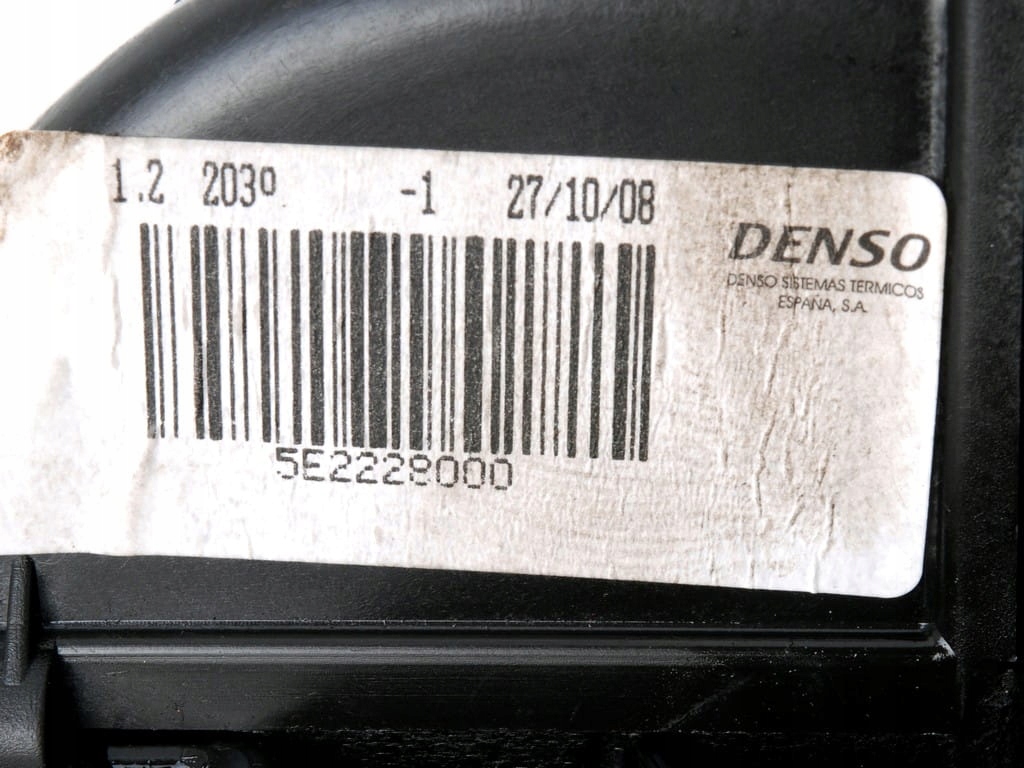 1.2 203º -1 27/10/08
DENSO
DENSO SISTEMAS TERMICOS
ESPAÑA, S.A.
5E2228000